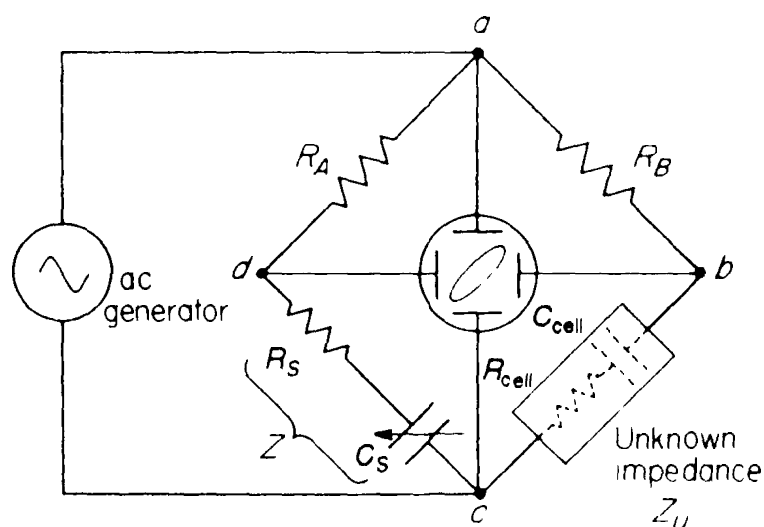 a
R_A
R_B
d
b
ac
generator
C_cell
R_cell
R_S
Z
C_S
c
Unknown
impedance
Z_U